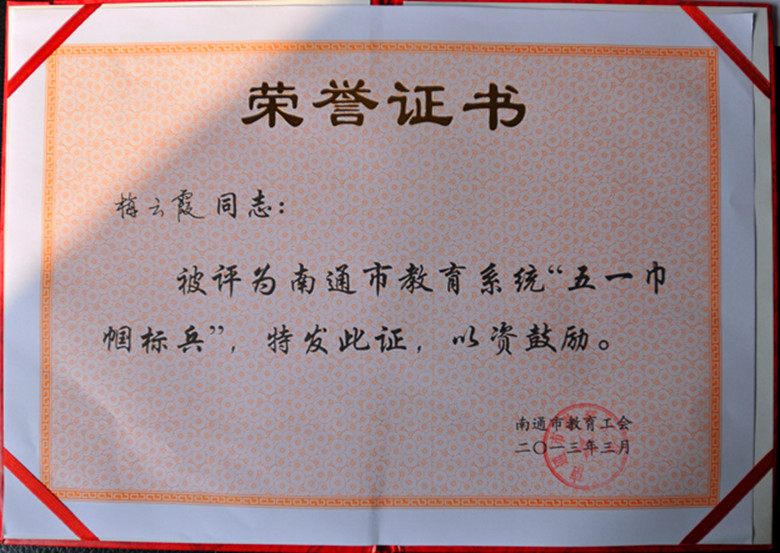 荣誉证书
梅云霞 同志：
被评为南通市教育系统“五一巾
帼标兵”，特发此证，以资鼓励。
南通市教育工会
二〇一三年三月